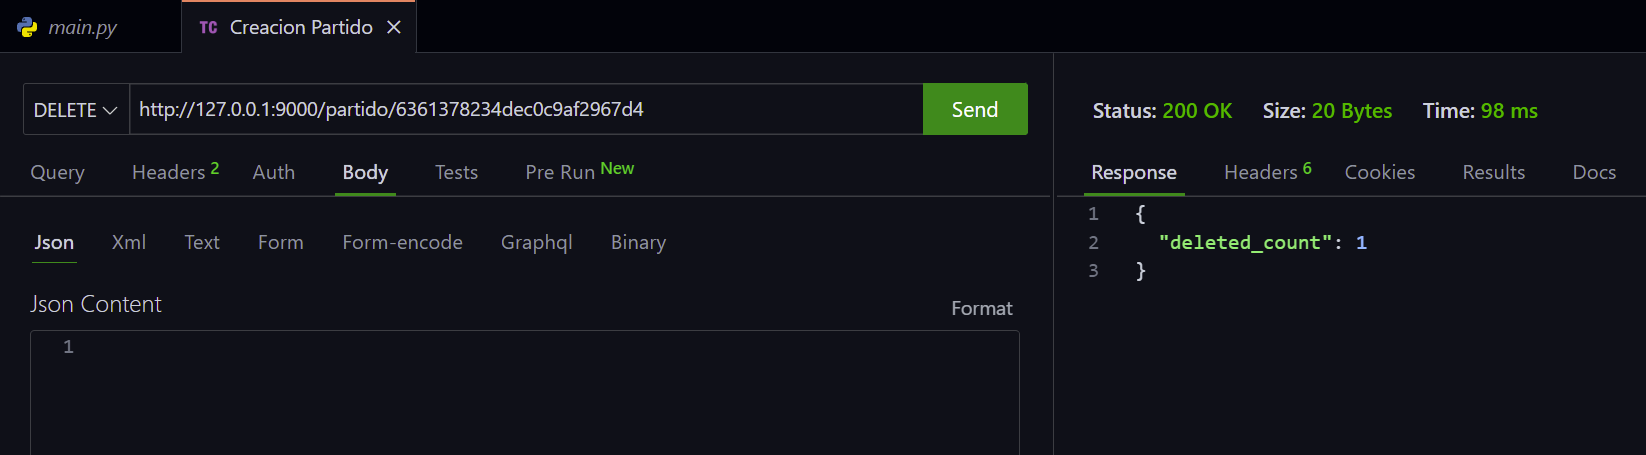 main.py
TC Creacion Partido
DELETE http://127.0.0.1:9000/partido/6361378234dec0c9af2967d4 Send
Query Headers 2 Auth Body Tests Pre Run New
Json Xml Text Form Form-encode Graphql Binary
Json Content Format
1
Status: 200 OK Size: 20 Bytes Time: 98 ms
Response Headers 6 Cookies Results Docs
1 {
2 "deleted_count": 1
3 }